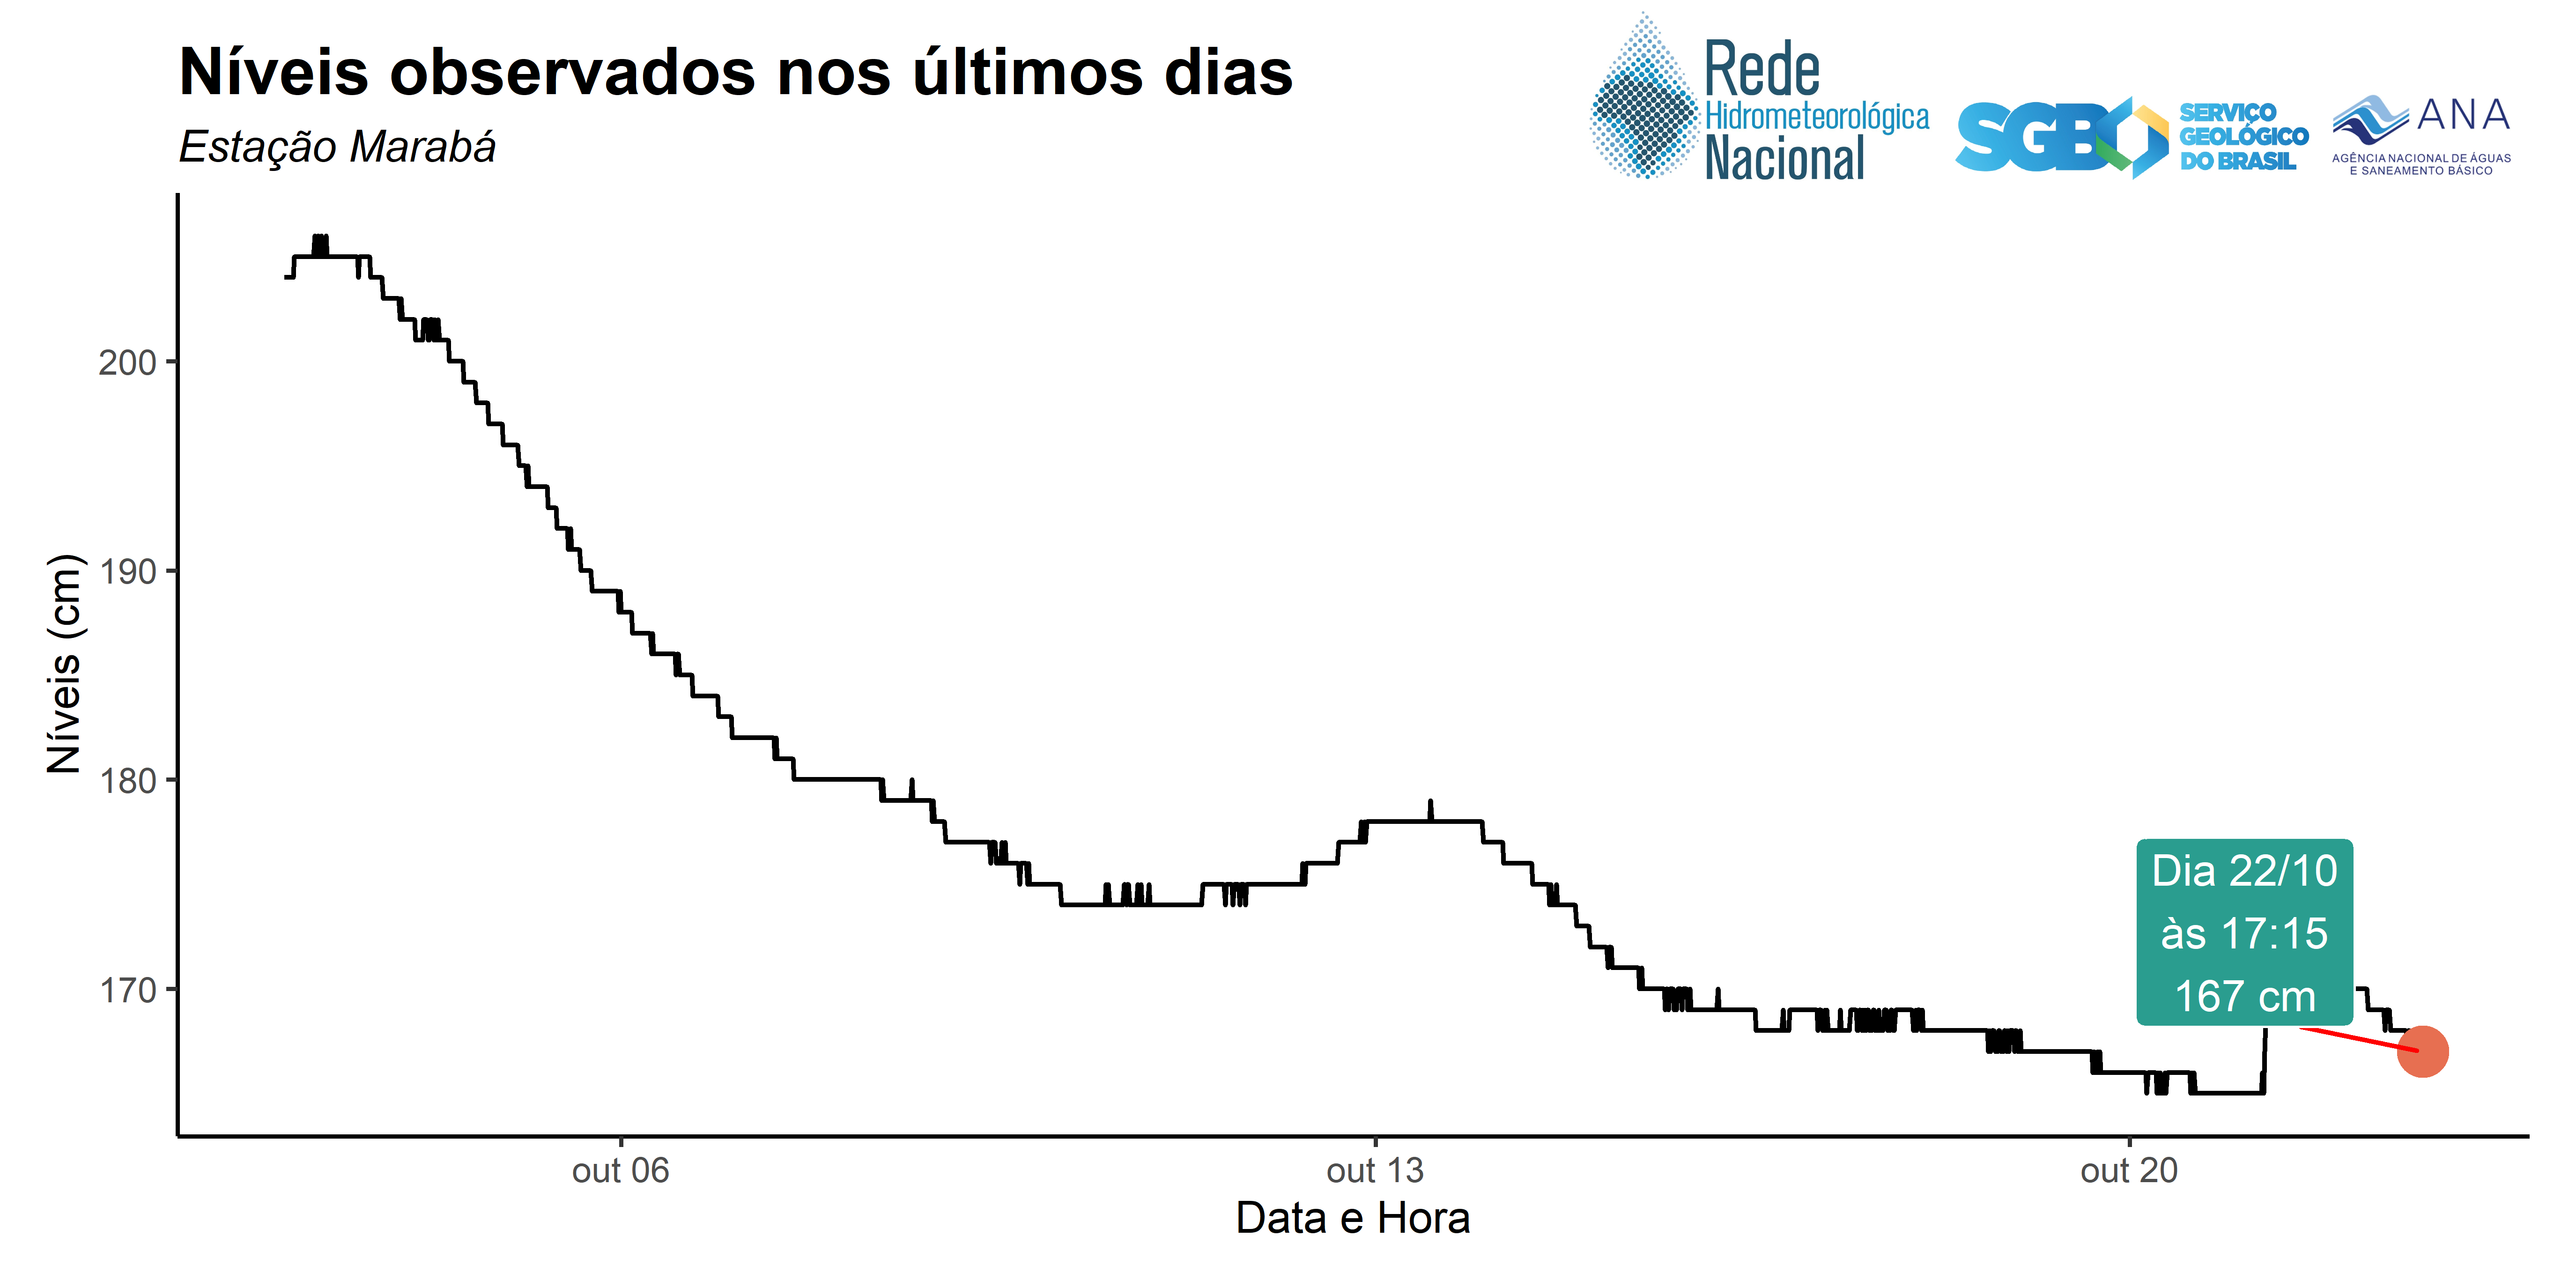 Níveis observados nos últimos dias
Estação Marabá
Rede
Hidrometeorológica
Nacional
SGB
SERVIÇO
GEOLÓGICO
DO BRASIL
ANA
AGÊNCIA NACIONAL DE ÁGUAS
E SANEAMENTO BÁSICO
Níveis (cm)
200
190
180
170
Dia 22/10
às 17:15
167 cm
out 06
out 13
out 20
Data e Hora